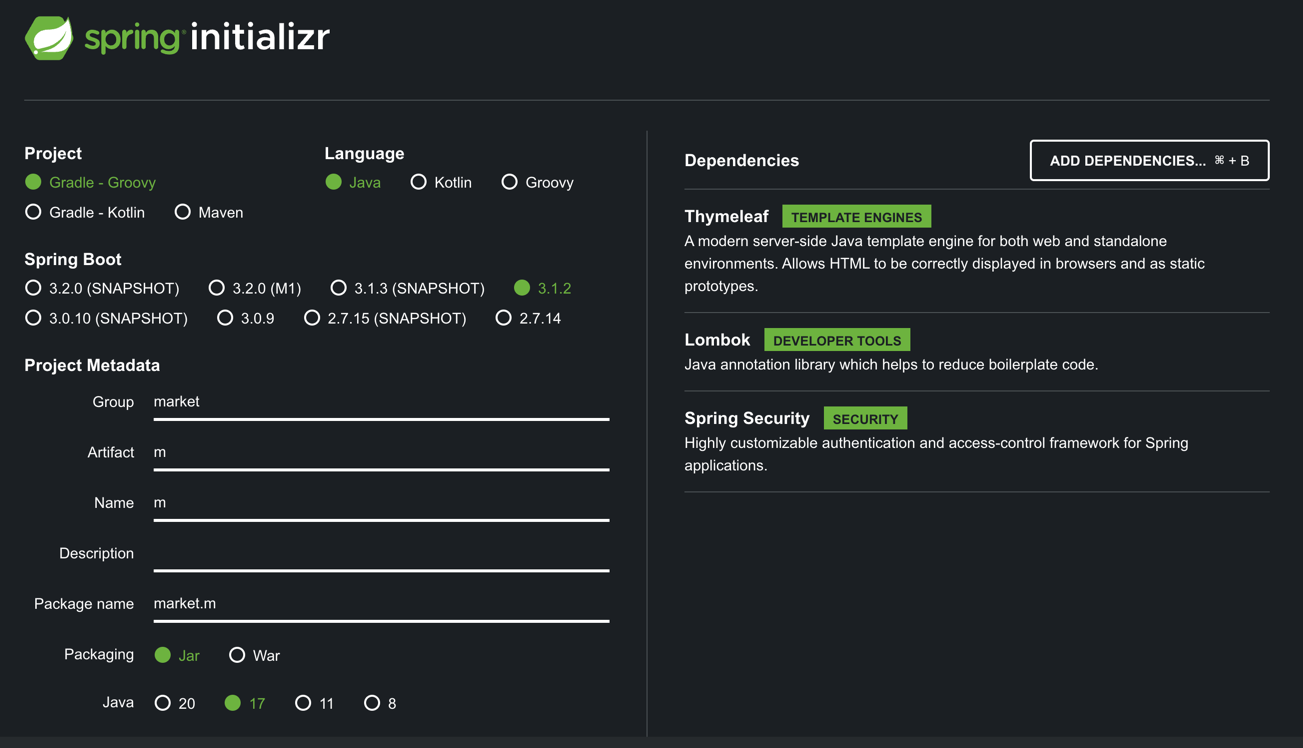 spring initializr
Project
Gradle - Groovy
Gradle - Kotlin Maven
Language
Java Kotlin Groovy
Spring Boot
3.2.0 (SNAPSHOT) 3.2.0 (M1) 3.1.3 (SNAPSHOT) 3.1.2
3.0.10 (SNAPSHOT) 3.0.9 2.7.15 (SNAPSHOT) 2.7.14
Project Metadata
Group market
Artifact m
Name m
Description
Package name market.m
Packaging Jar War
Java 20 17 11 8
Dependencies
ADD DEPENDENCIES... ⌘ + B
Thymeleaf TEMPLATE ENGINES
A modern server-side Java template engine for both web and standalone
environments. Allows HTML to be correctly displayed in browsers and as static
prototypes.
Lombok DEVELOPER TOOLS
Java annotation library which helps to reduce boilerplate code.
Spring Security SECURITY
Highly customizable authentication and access-control framework for Spring
applications.